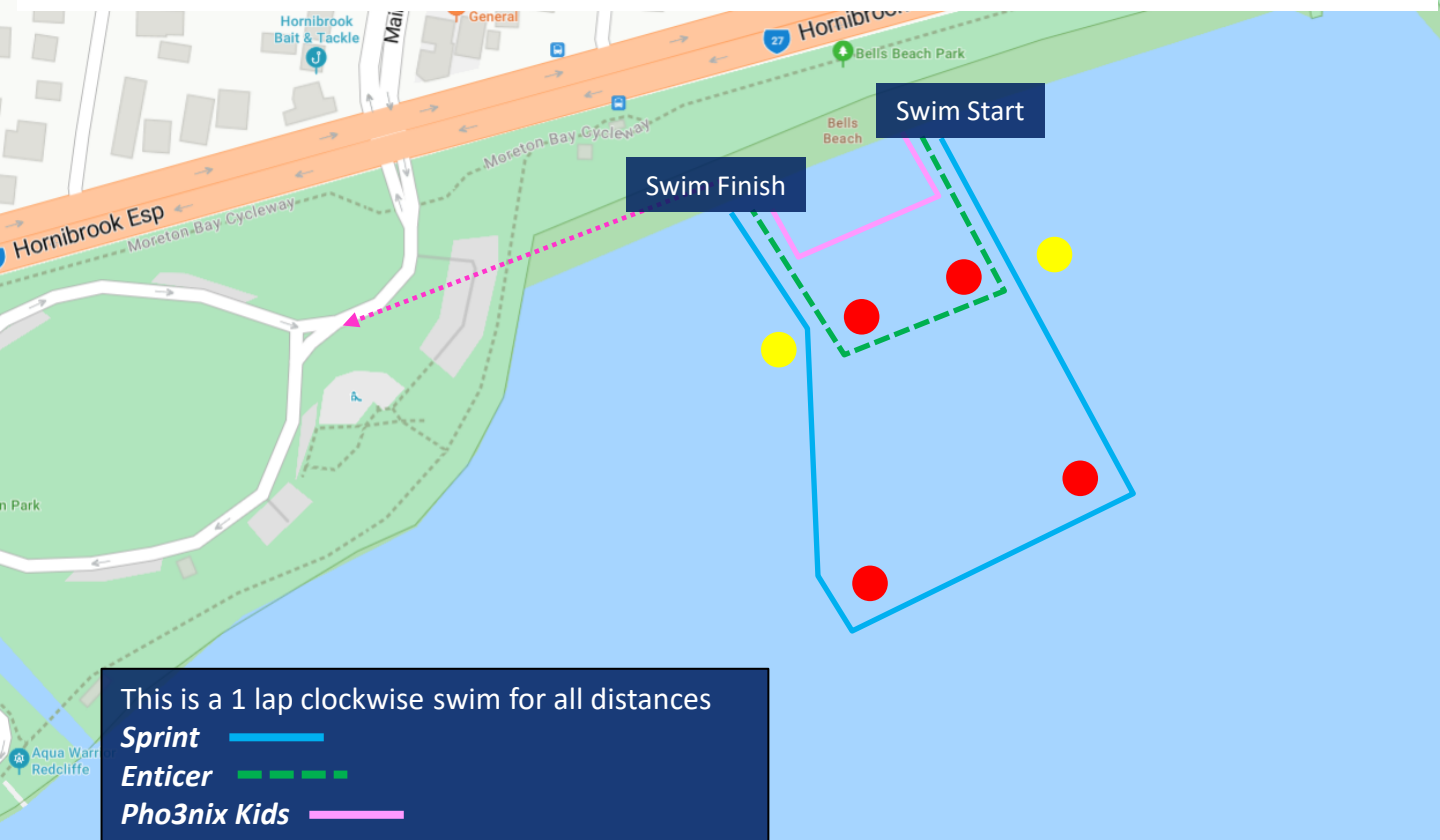 Hornibrook
Bait & Tackle
General
27
Bells Beach Park
Swim Start
Bells
Beach
Moreton Bay Cycleway
Swim Finish
Hornibrook Esp
Moreton Bay Cycleway
Park
This is a 1 lap clockwise swim for all distances
Sprint
Enticer
Pho3nix Kids
Redcliffe
Aqua